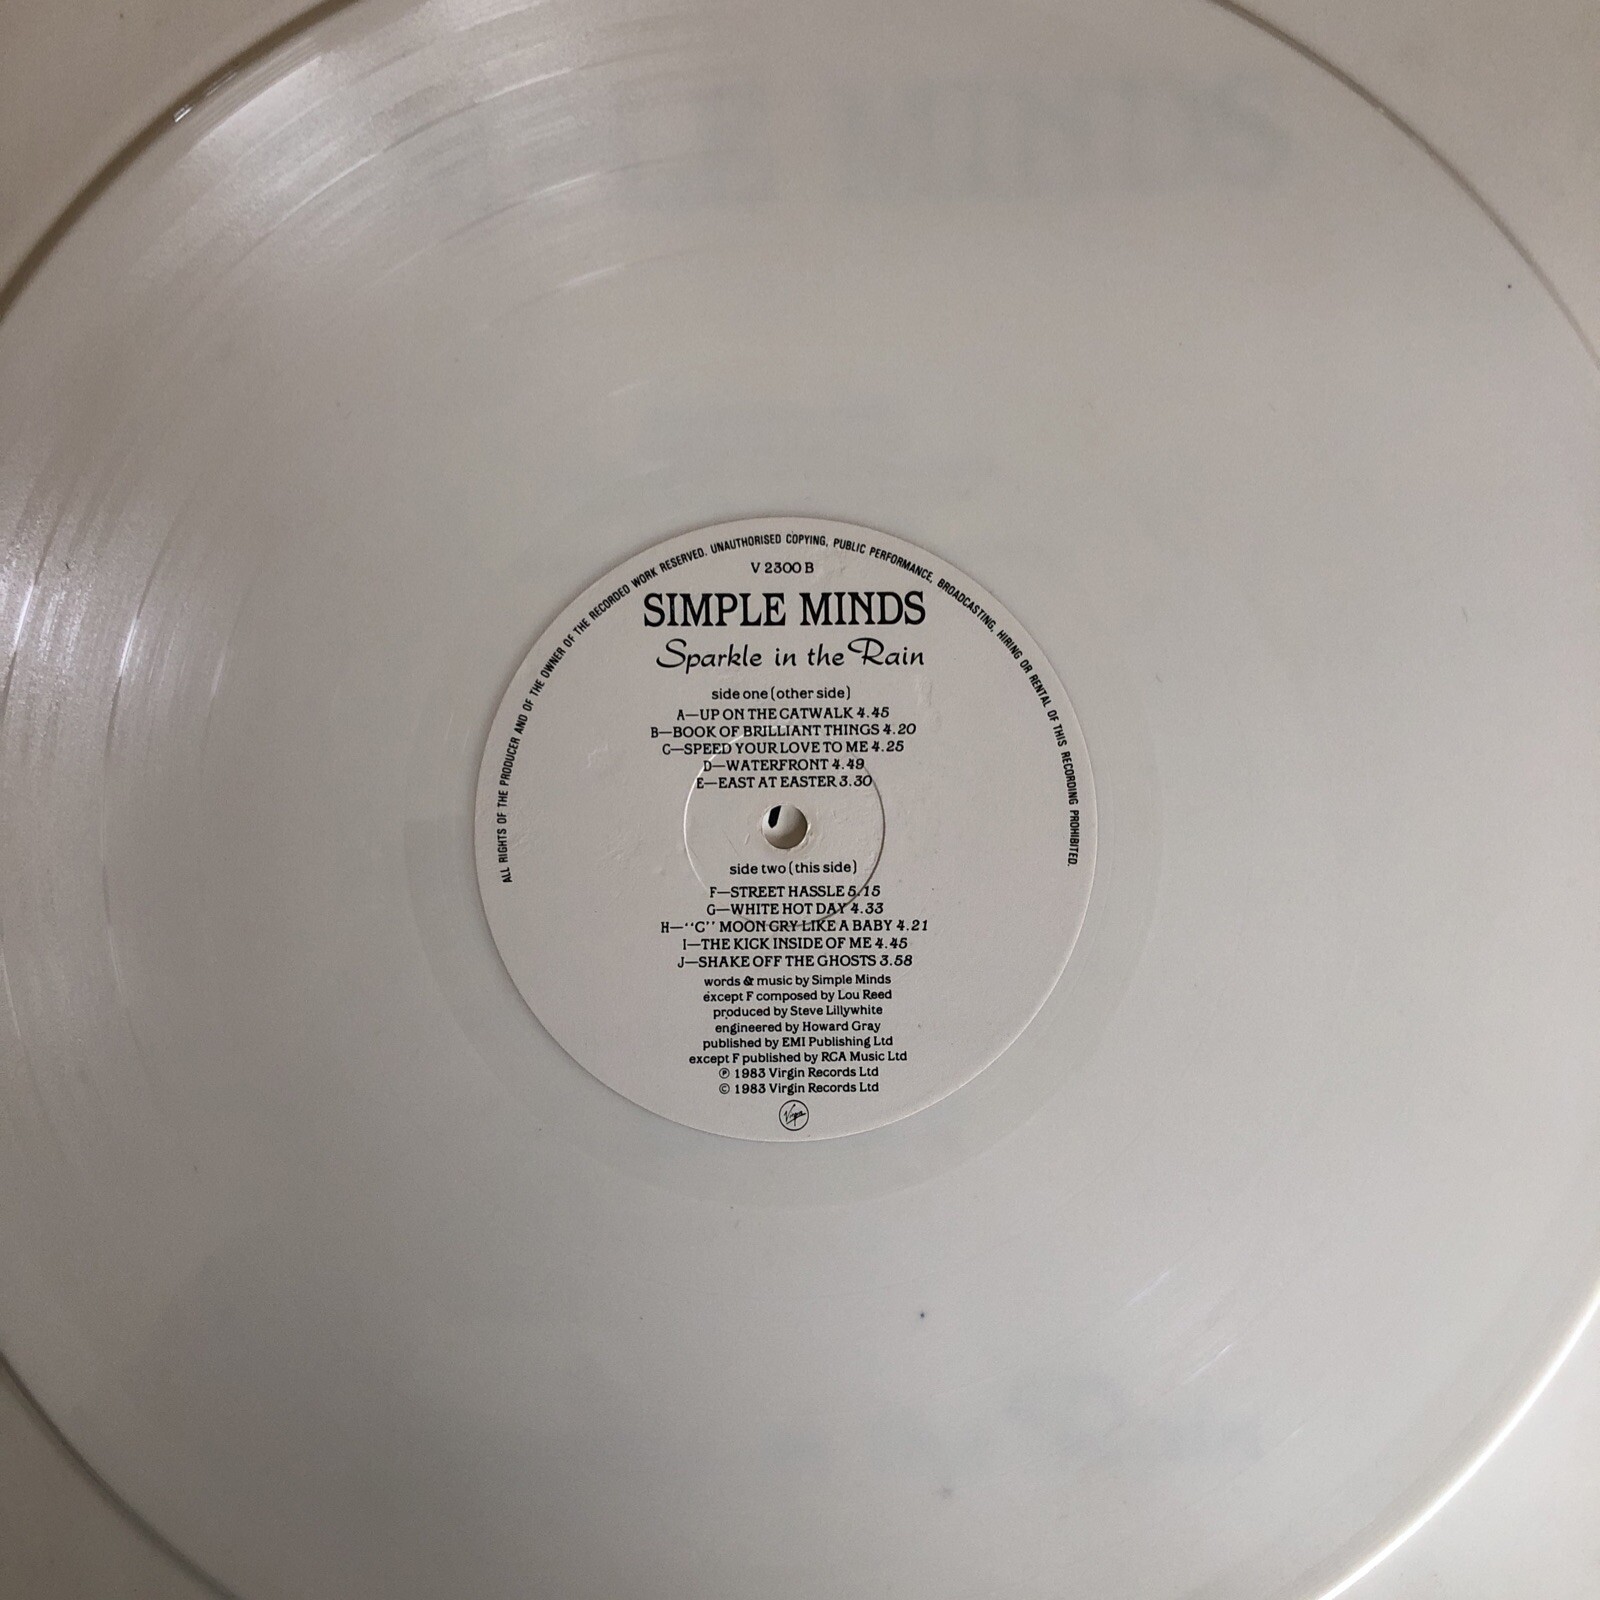 ALL RIGHTS OF THE PRODUCER AND OF THE OWNER OF THE RECORDED WORK RESERVED. UNAUTHORISED COPYING, PUBLIC PERFORMANCE, BROADCASTING, HIRING OR RENTAL OF THIS RECORDING PROHIBITED.
V 2300 B
SIMPLE MINDS
Sparkle in the Rain
side one (other side)
A—UP ON THE CATWALK 4.45
B—BOOK OF BRILLIANT THINGS 4.20
C—SPEED YOUR LOVE TO ME 4.25
D—WATERFRONT 4.49
E—EAST AT EASTER 3.30
side two (this side)
F—STREET HASSLE 5.15
G—WHITE HOT DAY 4.33
H—“C” MOON CRY LIKE A BABY 4.21
I—THE KICK INSIDE OF ME 4.45
J—SHAKE OFF THE GHOSTS 3.58
words & music by Simple Minds
except F composed by Lou Reed
produced by Steve Lillywhite
engineered by Howard Gray
published by EMI Publishing Ltd
except F published by RCA Music Ltd
℗ 1983 Virgin Records Ltd
© 1983 Virgin Records Ltd
Virgin